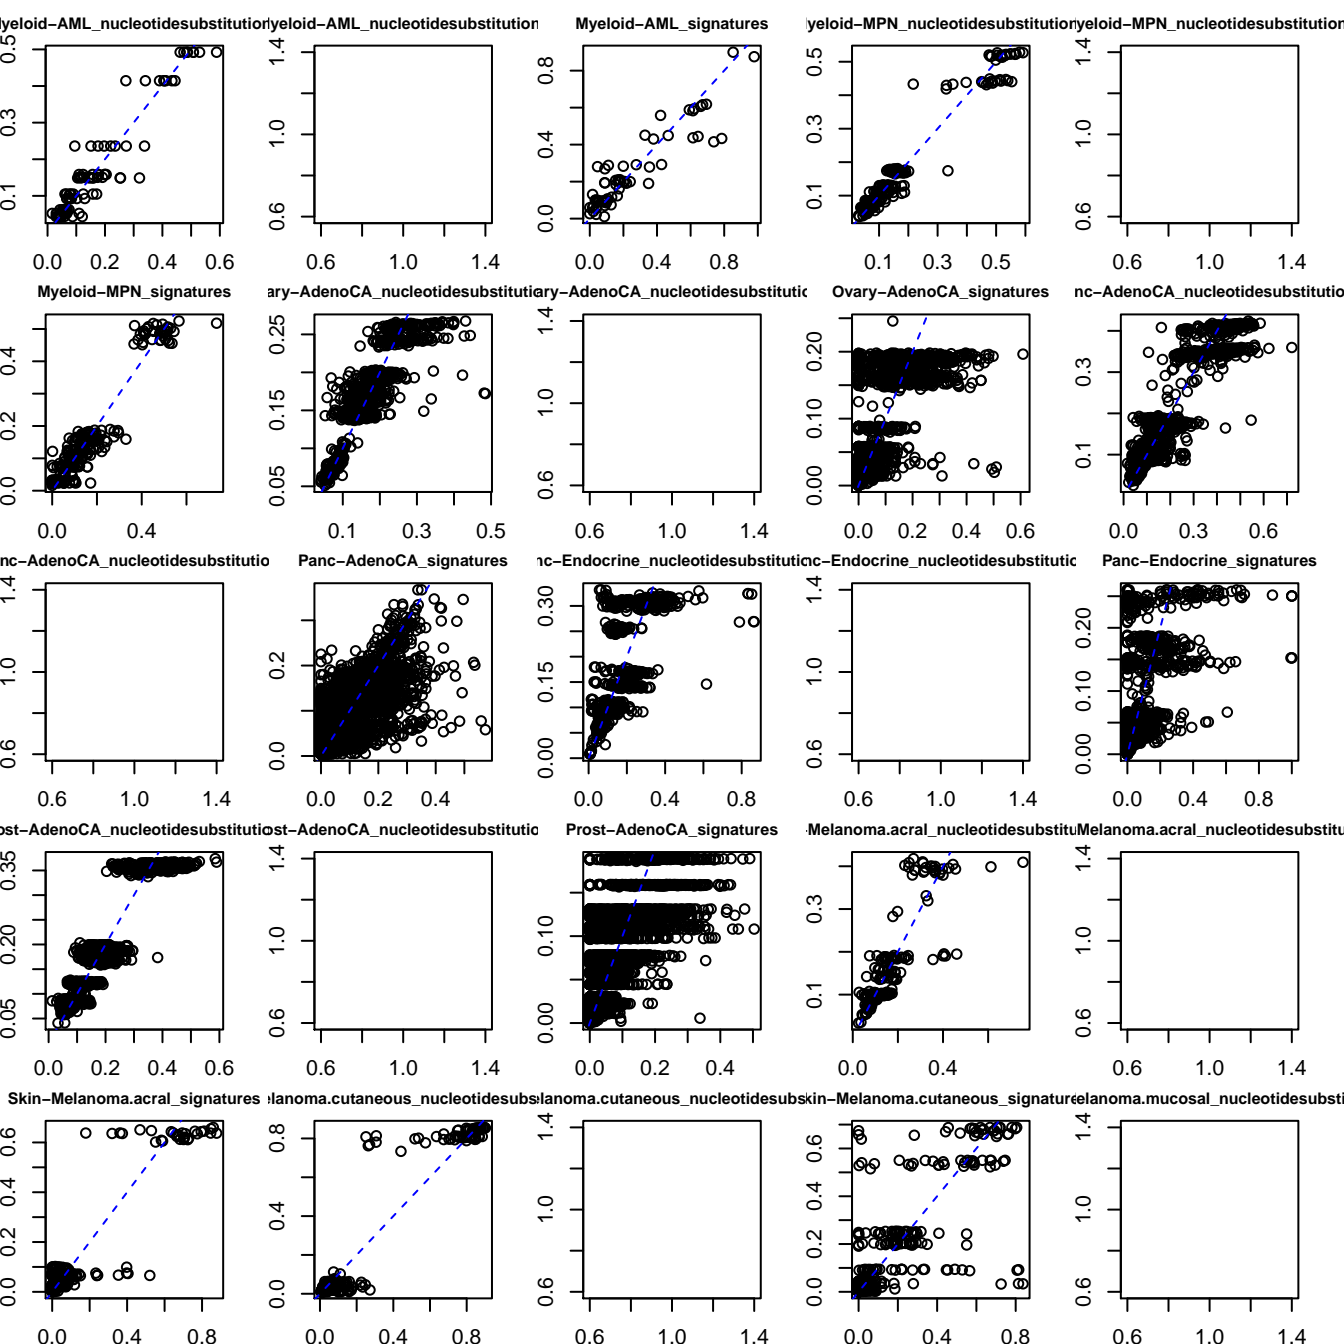 yeloid−AML_nucleotidesubstitution
yeloid−AML_nucleotidesubstitution
Myeloid−AML_signatures
yeloid−MPN_nucleotidesubstitution
yeloid−MPN_nucleotidesubstitution
0.5 0.3 0.1
1.4 1.0 0.6
0.8 0.4 0.0
0.5 0.3 0.1
1.4 1.0 0.6
0.0 0.2 0.4 0.6
0.6 1.0 1.4
0.0 0.4 0.8
0.1 0.3 0.5
0.6 1.0 1.4
Myeloid−MPN_signatures
ary−AdenoCA_nucleotidesubstitutio
ary−AdenoCA_nucleotidesubstitutio
Ovary−AdenoCA_signatures
nc−AdenoCA_nucleotidesubstitutio
0.4 0.2 0.0
0.25 0.15 0.05
1.4 1.0 0.6
0.20 0.10 0.00
0.3 0.1
0.0 0.4
0.1 0.3 0.5
0.6 1.0 1.4
0.0 0.2 0.4 0.6
0.0 0.3 0.6
nc−AdenoCA_nucleotidesubstitutio
Panc−AdenoCA_signatures
nc−Endocrine_nucleotidesubstitutio
nc−Endocrine_nucleotidesubstitutio
Panc−Endocrine_signatures
1.4 1.0 0.6
0.2 0.0
0.30 0.15 0.00
1.4 1.0 0.6
0.20 0.10 0.00
0.6 1.0 1.4
0.0 0.2 0.4
0.0 0.4 0.8
0.6 1.0 1.4
0.0 0.4 0.8
ost−AdenoCA_nucleotidesubstitutio
ost−AdenoCA_nucleotidesubstitutio
Prost−AdenoCA_signatures
−Melanoma.acral_nucleotidesubstitu
Melanoma.acral_nucleotidesubstitu
0.35 0.20 0.05
1.4 1.0 0.6
0.10 0.00
0.3 0.1
1.4 1.0 0.6
0.0 0.2 0.4 0.6
0.6 1.0 1.4
0.0 0.2 0.4
0.0 0.4
0.6 1.0 1.4
Skin−Melanoma.acral_signatures
elanoma.cutaneous_nucleotidesubs
elanoma.cutaneous_nucleotidesubs
kin−Melanoma.cutaneous_signature
elanoma.mucosal_nucleotidesubsti
0.6 0.4 0.2 0.0
0.8 0.4 0.0
1.4 1.0 0.6
0.6 0.4 0.2 0.0
1.4 1.0 0.6
0.0 0.4 0.8
0.0 0.4 0.8
0.6 1.0 1.4
0.0 0.4 0.8
0.6 1.0 1.4